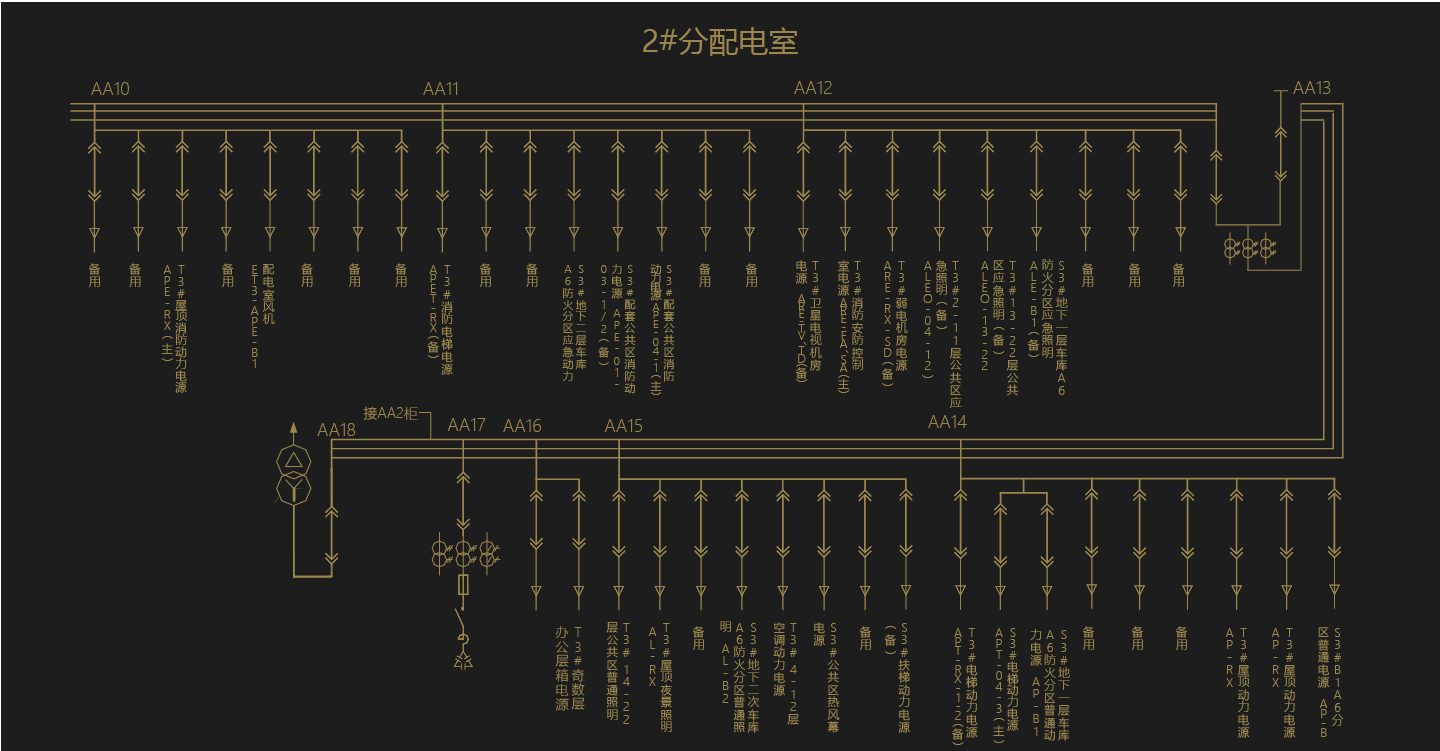 2#分配电室
AA10
AA11
AA12
AA13
备用
备用
T3#屋顶消防动力电源
APE-RX(主)
备用
配电室风机
ET3-APE-B1
备用
备用
备用
T3#消防电梯电源
APET-RX(备)
备用
备用
S3#地下二层车库
A6防火分区应急动力
S3#配套公共区消防动
力电源 APE-01-
03-1/2(备)
S3#配套公共区消防
动力电源APE-04-1(主)
备用
备用
T3#卫星电视机房
电源 ARE-TV,TD(备)
T3#消防安防控制
室电源ARE-FA,SA(主)
T3#弱电机房电源
ARE-RX-SD(备)
T3#2-11层公共区应
急照明(备)
ALEO-04-12)
T3#13-22层公共
区应急照明(备)
ALEO-13-22
S3#地下一层车库A6
防火分区应急照明
ALE-B1(备)
备用
备用
备用
接AA2柜
AA18
AA17
AA16
AA15
AA14
T3#奇数层
办公层箱电源
T3#14-22
层公共区普通照明
T3#屋顶夜景照明
AL-RX
备用
S3#地下二次车库
A6防火分区普通照
明 AL-B2
T3#4-12层
空调动力电源
S3#公共区热风幕
电源
备用
S3#扶梯动力电源
(备)
T3#电梯动力电源
APT-RX-1-2(备)
S3#电梯动力电源
APT-04-3(主)
S3#地下一层车库
A6防火分区普通动
力电源 AP-B1
备用
备用
备用
T3#屋顶动力电源
AP-RX
T3#屋顶动力电源
AP-RX
S3#B1A6分
区普通电源 AP-B